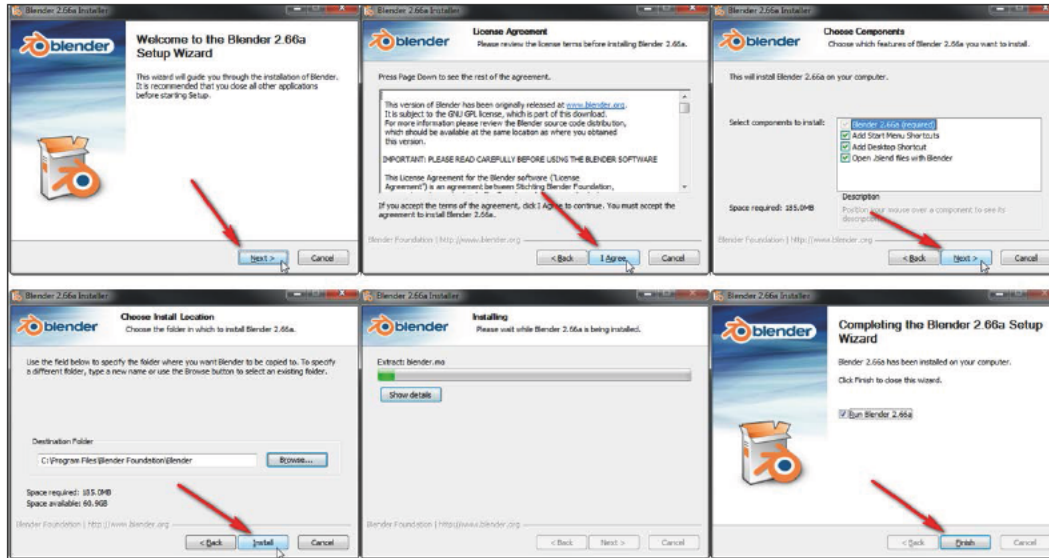 Blender 2.66a Installer
blender
Welcome to the Blender 2.66a
Setup Wizard
This wizard will guide you through the installation of Blender.
It is recommended that you close all other applications
before starting Setup.
Next >
Cancel
Blender 2.66a Installer
blender
License Agreement
Please review the license terms before installing Blender 2.66a.
Press Page Down to see the rest of the agreement.
This version of Blender has been originally released at www.blender.org.
It is subject to the GNU GPL license, which is part of this download.
For more information please review the Blender source code distribution,
which should be available at the same location as where you obtained
this version.
IMPORTANT: PLEASE READ CAREFULLY BEFORE USING THE BLENDER SOFTWARE
This License Agreement for the Blender software ("License
Agreement") is an agreement between Stichting Blender Foundation,
If you accept the terms of the agreement, click I Agree to continue. You must accept the
agreement to install Blender 2.66a.
Blender Foundation | http://www.blender.org
< Back
I Agree
Cancel
Blender 2.66a Installer
blender
Choose Components
Choose which features of Blender 2.66a you want to install.
This will install Blender 2.66a on your computer.
Select components to install:
Blender 2.66a (required)
Add Start Menu Shortcuts
Add Desktop Shortcut
Open .blend files with Blender
Space required: 185.0MB
Description
Position your mouse over a component to see its
description.
Blender Foundation | http://www.blender.org
< Back
Next >
Cancel
Blender 2.66a Installer
blender
Choose Install Location
Choose the folder in which to install Blender 2.66a.
Use the field below to specify the folder where you want Blender to be copied to. To specify
a different folder, type a new name or use the Browse button to select an existing folder.
Destination Folder
C:\Program Files\Blender Foundation\Blender
Browse...
Space required: 185.0MB
Space available: 60.9GB
Blender Foundation | http://www.blender.org
< Back
Install
Cancel
Blender 2.66a Installer
blender
Installing
Please wait while Blender 2.66a is being installed.
Extract: blender.mo
Show details
Blender Foundation | http://www.blender.org
< Back
Next >
Cancel
Blender 2.66a Installer
blender
Completing the Blender 2.66a Setup
Wizard
Blender 2.66a has been installed on your computer.
Click Finish to close this wizard.
Run Blender 2.66a
< Back
Finish
Cancel